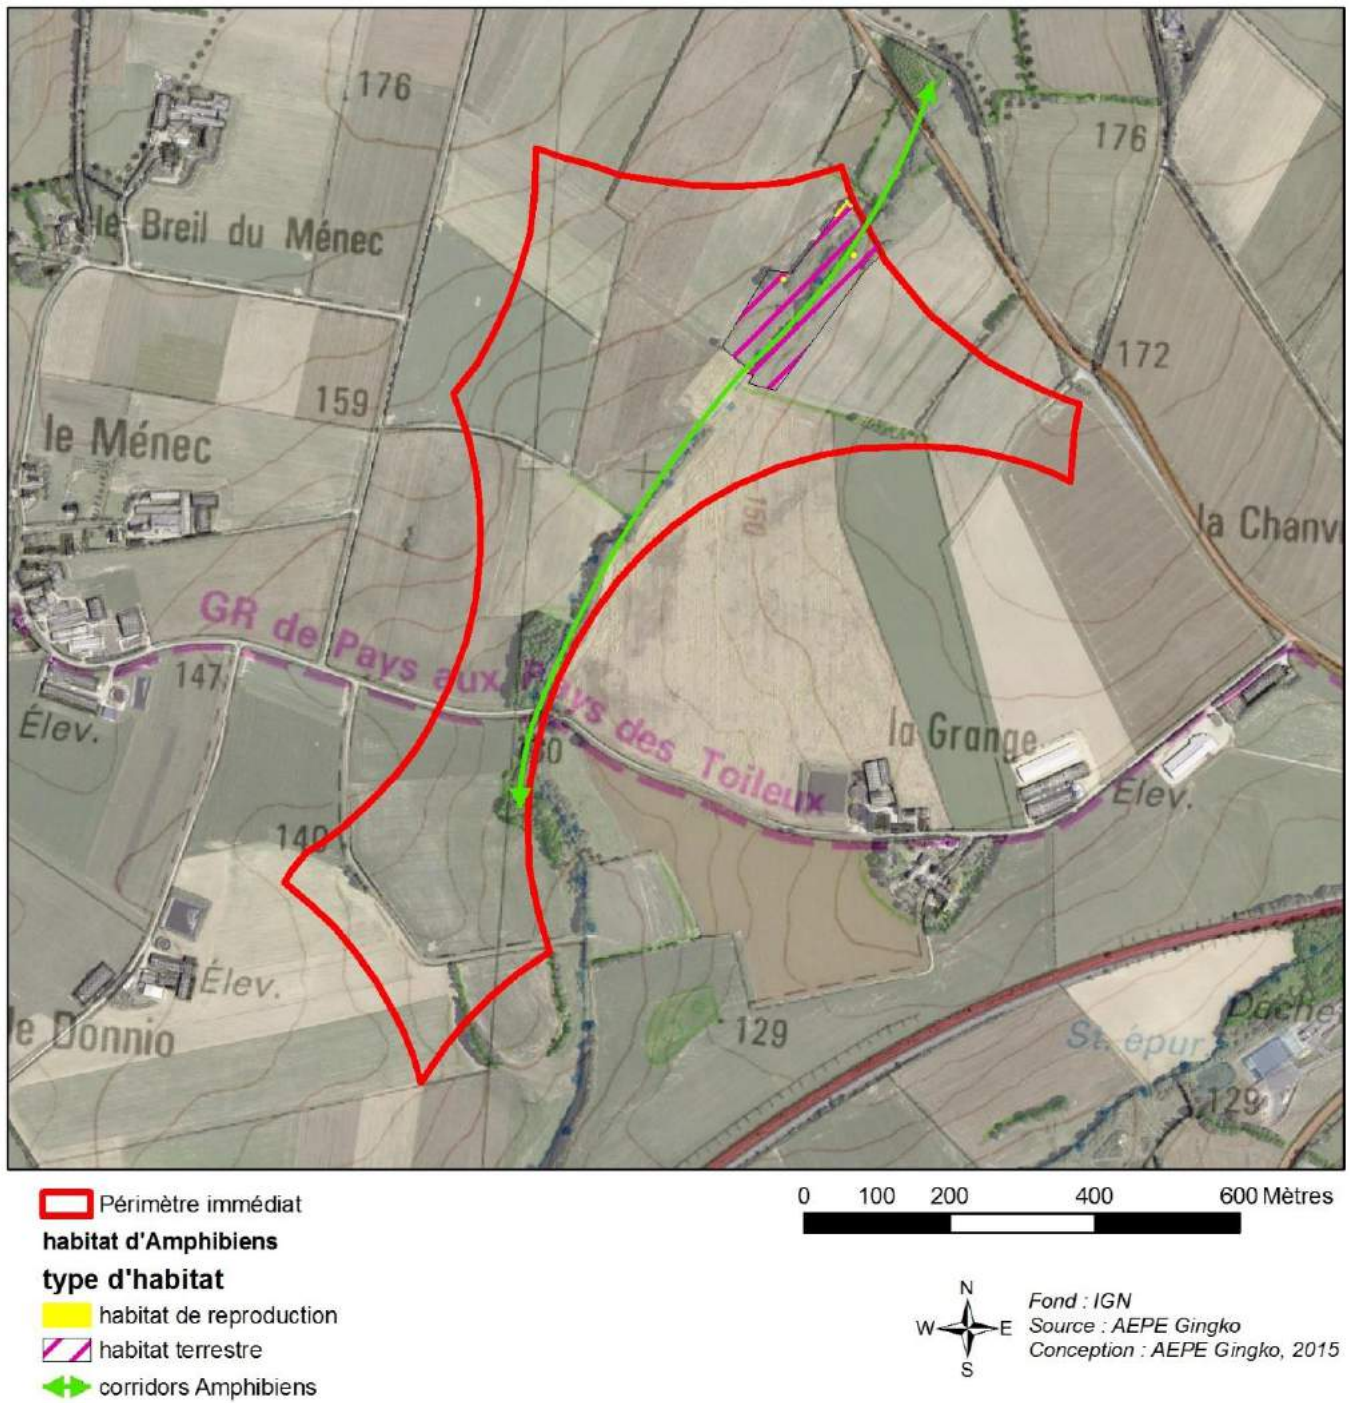 176
176
le Breil du Ménec
172
159
le Ménec
150
la Chanv
GR de Pays aux Pays des Toileux
147
Élev.
la Grange
Élev.
140
Élev.
le Donnio
129
St. épur
Déche
129
Périmètre immédiat
habitat d'Amphibiens
type d'habitat
habitat de reproduction
habitat terrestre
corridors Amphibiens
0 100 200 400 600 Mètres
N
W E
S
Fond : IGN
Source : AEPE Gingko
Conception : AEPE Gingko, 2015